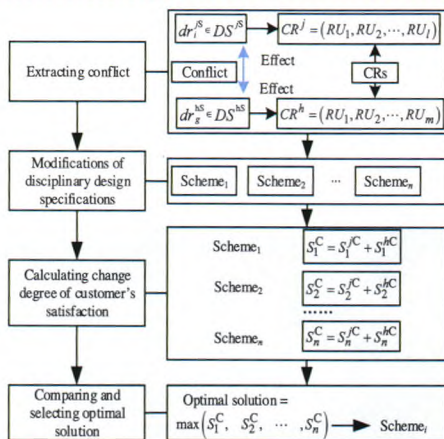 Extracting conflict
dr_i^{jS} ∈ DS^{jS}
CR^j = (RU_1, RU_2, ⋯, RU_l)
Effect
Conflict
CRs
Effect
dr_g^{hS} ∈ DS^{hS}
CR^h = (RU_1, RU_2, ⋯, RU_m)
Modifications of
disciplinary design
specifications
Scheme_1 Scheme_2 ⋯ Scheme_n
Calculating change
degree of customer's
satisfaction
Scheme_1 S_1^C = S_1^{jC} + S_1^{hC}
Scheme_2 S_2^C = S_2^{jC} + S_2^{hC}
⋯⋯
Scheme_n S_n^C = S_n^{jC} + S_n^{hC}
Comparing and
selecting optimal
solution
Optimal solution =
max(S_1^C, S_2^C, ⋯ , S_n^C) Scheme_i